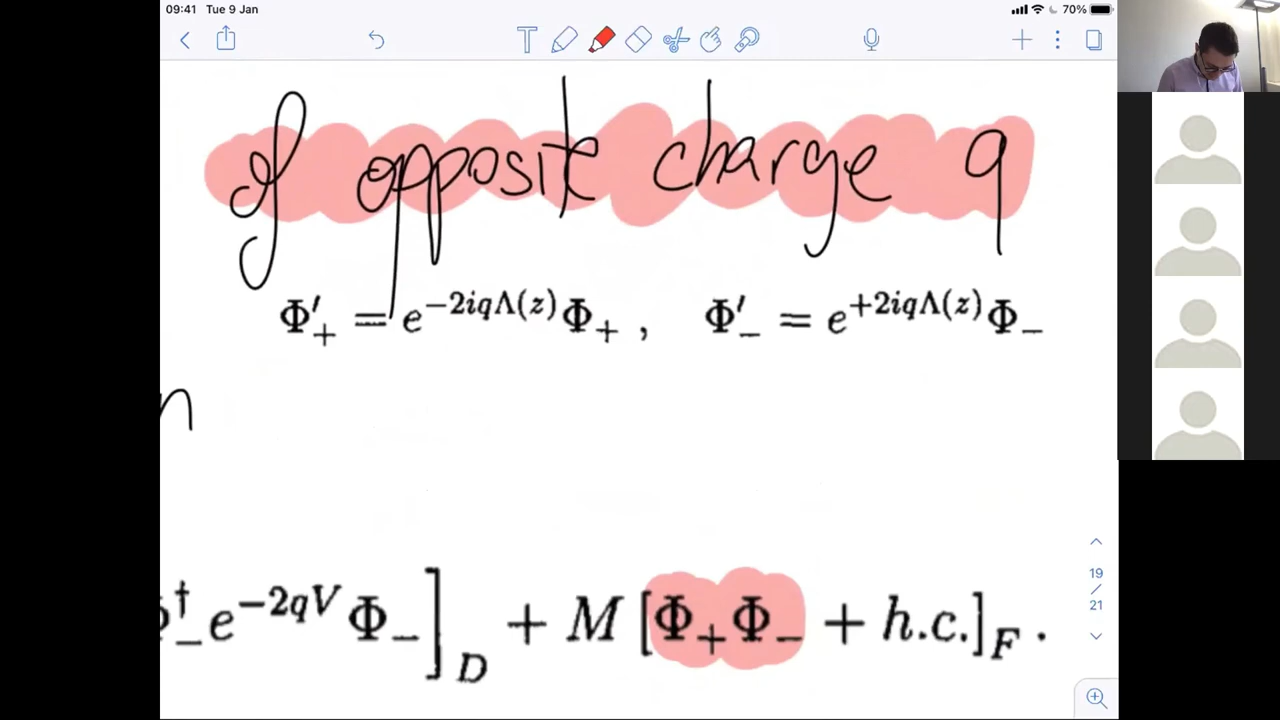 09:41 Tue 9 Jan 70%
T
of opposite charge q
Φ′₊ = e^{−2iqΛ(z)}Φ₊ , Φ′₋ = e^{+2iqΛ(z)}Φ₋
n
†₋e^{−2qV}Φ₋]_D + M [Φ₊Φ₋ + h.c.]_F .
19
/
21